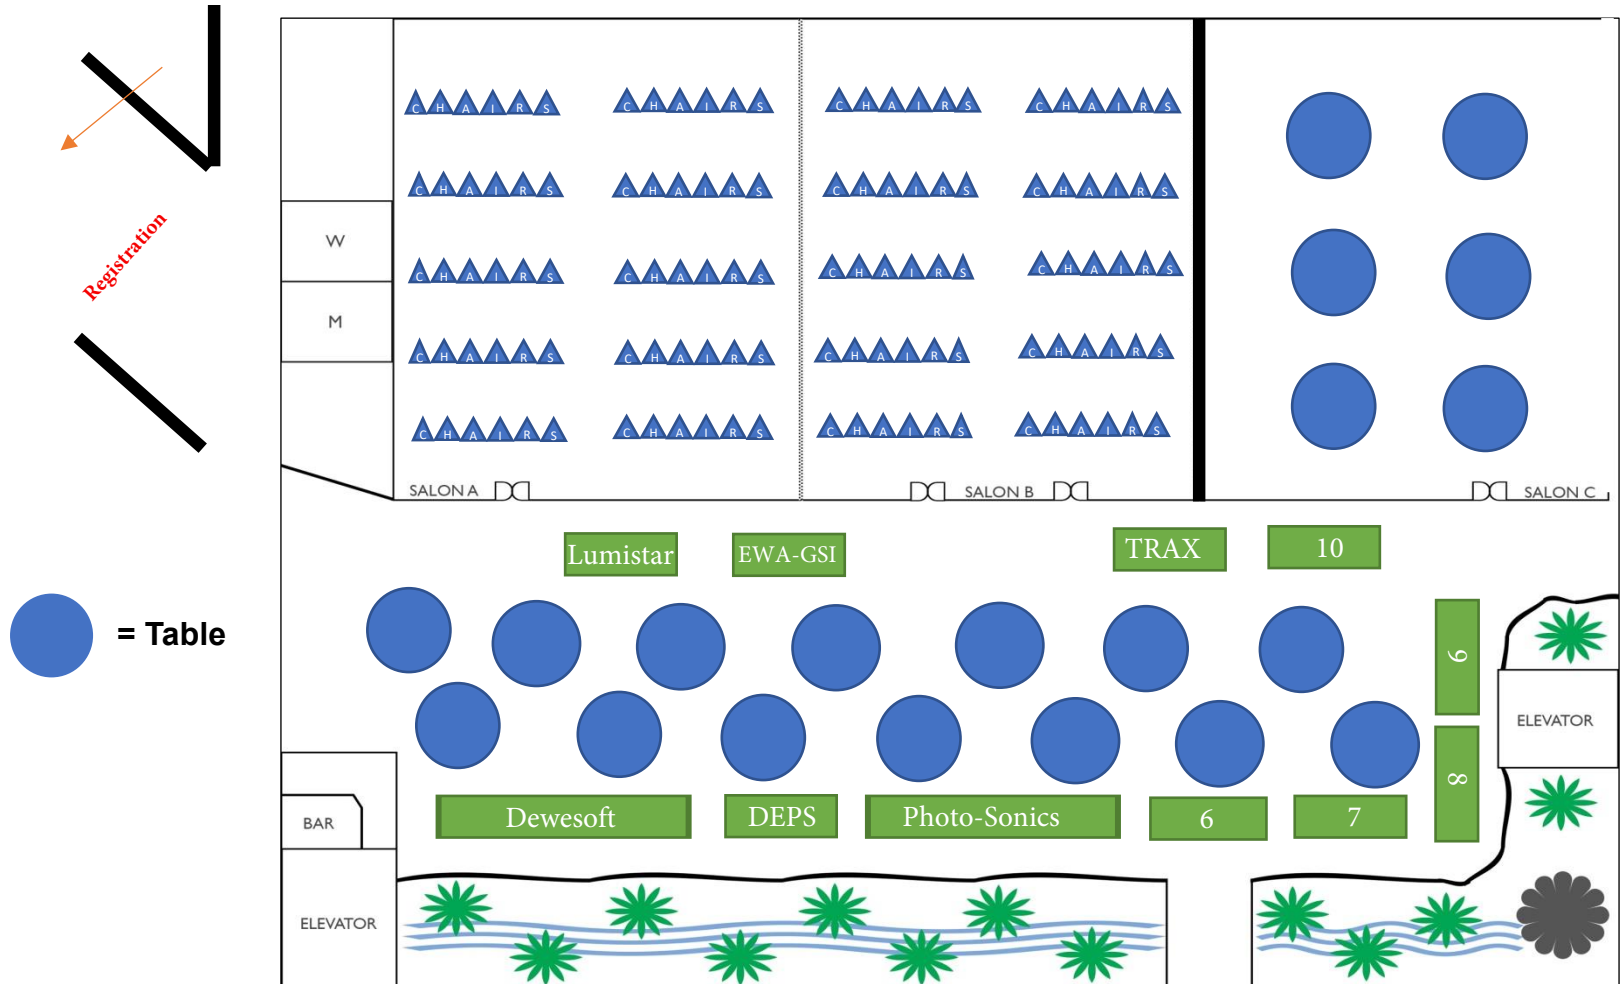 C H A I R S C H A I R S C H A I R S C H A I R S
C H A I R S C H A I R S C H A I R S C H A I R S
Registration
W
C H A I R S C H A I R S C H A I R S C H A I R S
M
C H A I R S C H A I R S C H A I R S C H A I R S
C H A I R S C H A I R S C H A I R S C H A I R S
SALON A
SALON B
SALON C
Lumistar
EWA-GSI
TRAX
10
= Table
9
ELEVATOR
8
Dewesoft
DEPS
Photo-Sonics
6
7
BAR
ELEVATOR